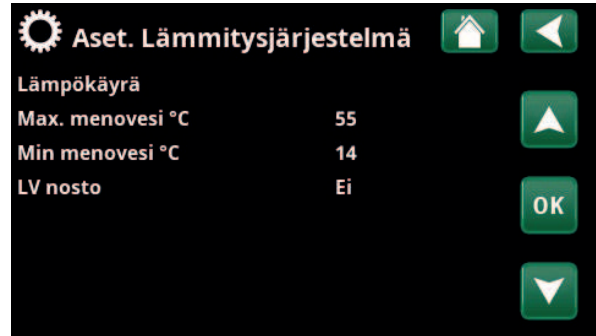 Aset. Lämmitysjärjestelmä
Lämpökäyrä
Max. menovesi °C 55
Min menovesi °C 14
LV nosto Ei
OK